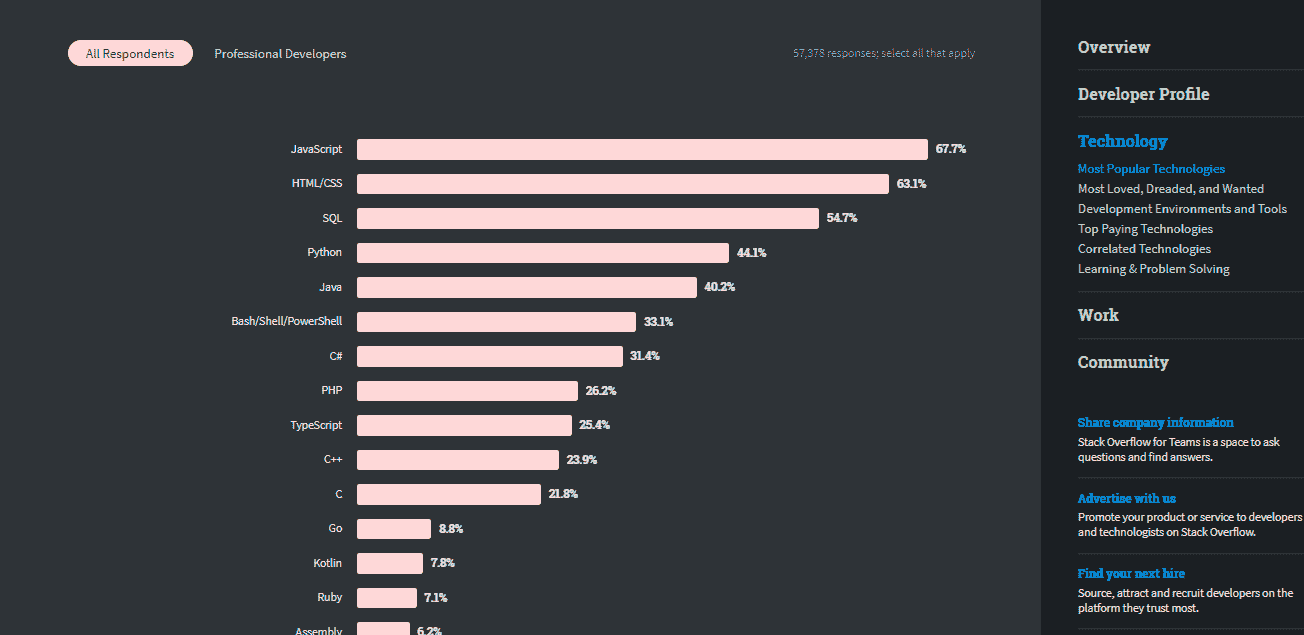 All Respondents
Professional Developers
57,378 responses; select all that apply
JavaScript 67.7%
HTML/CSS 63.1%
SQL 54.7%
Python 44.1%
Java 40.2%
Bash/Shell/PowerShell 33.1%
C# 31.4%
PHP 26.2%
TypeScript 25.4%
C++ 23.9%
C 21.8%
Go 8.8%
Kotlin 7.8%
Ruby 7.1%
Assembly 6.2%
Overview
Developer Profile
Technology
Most Popular Technologies
Most Loved, Dreaded, and Wanted
Development Environments and Tools
Top Paying Technologies
Correlated Technologies
Learning & Problem Solving
Work
Community
Share company information
Stack Overflow for Teams is a space to ask
questions and find answers.
Advertise with us
Promote your product or service to developers
and technologists on Stack Overflow.
Find your next hire
Source, attract and recruit developers on the
platform they trust most.